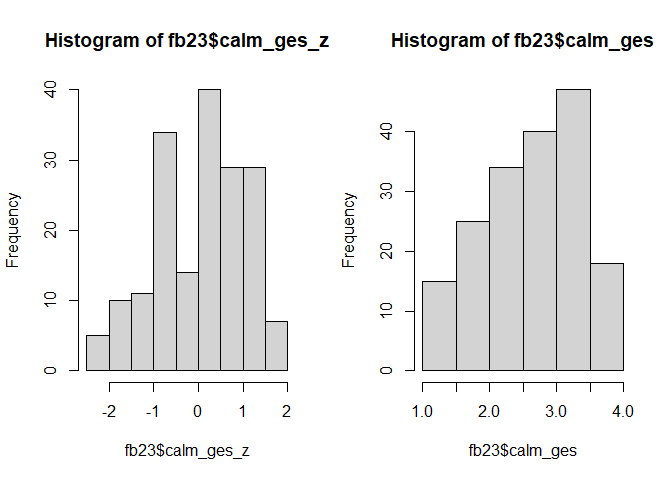 Histogram of fb23$calm_ges_z
Frequency
40
30
20
10
0
-2 -1 0 1 2
fb23$calm_ges_z
Histogram of fb23$calm_ges
Frequency
40
30
20
10
0
1.0 2.0 3.0 4.0
fb23$calm_ges